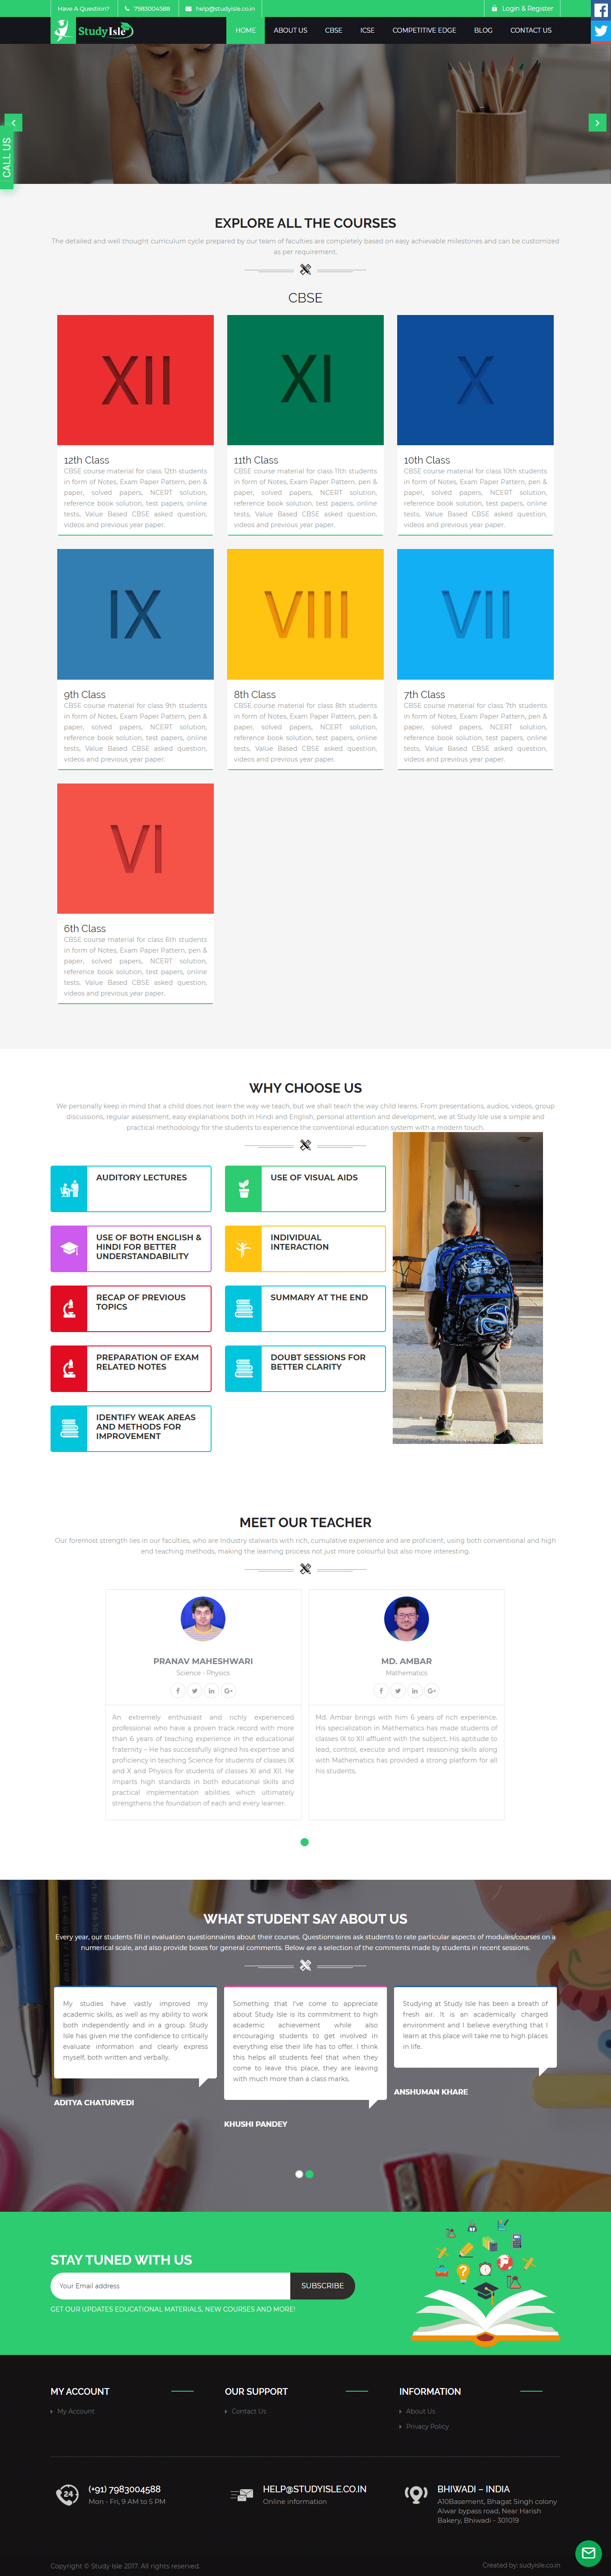 Have A Question?
7983004588
help@studyisle.co.in
Login & Register
Study Isle
HOME
ABOUT US
CBSE
ICSE
COMPETITIVE EDGE
BLOG
CONTACT US
CALL US
EXPLORE ALL THE COURSES
The detailed and well thought curriculum cycle prepared by our team of faculties are completely based on easy achievable milestones and can be customized
as per requirement.
CBSE
XII
XI
X
12th Class
CBSE course material for class 12th students
in form of Notes, Exam Paper Pattern, pen &
paper, solved papers, NCERT solution,
reference book solution, test papers, online
tests, Value Based CBSE asked question,
videos and previous year paper.
11th Class
CBSE course material for class 11th students
in form of Notes, Exam Paper Pattern, pen &
paper, solved papers, NCERT solution,
reference book solution, test papers, online
tests, Value Based CBSE asked question,
videos and previous year paper.
10th Class
CBSE course material for class 10th students
in form of Notes, Exam Paper Pattern, pen &
paper, solved papers, NCERT solution,
reference book solution, test papers, online
tests, Value Based CBSE asked question,
videos and previous year paper.
IX
VIII
VII
9th Class
CBSE course material for class 9th students
in form of Notes, Exam Paper Pattern, pen &
paper, solved papers, NCERT solution,
reference book solution, test papers, online
tests, Value Based CBSE asked question,
videos and previous year paper.
8th Class
CBSE course material for class 8th students
in form of Notes, Exam Paper Pattern, pen &
paper, solved papers, NCERT solution,
reference book solution, test papers, online
tests, Value Based CBSE asked question,
videos and previous year paper.
7th Class
CBSE course material for class 7th students
in form of Notes, Exam Paper Pattern, pen &
paper, solved papers, NCERT solution,
reference book solution, test papers, online
tests, Value Based CBSE asked question,
videos and previous year paper.
VI
6th Class
CBSE course material for class 6th students
in form of Notes, Exam Paper Pattern, pen &
paper, solved papers, NCERT solution,
reference book solution, test papers, online
tests, Value Based CBSE asked question,
videos and previous year paper.
WHY CHOOSE US
We personally keep in mind that a child does not learn the way we teach, but we shall teach the way child learns. From presentations, audios, videos, group
discussions, regular assessment, easy explanations both in Hindi and English, personal attention and development, we at Study Isle use a simple and
practical methodology for the students to experience the conventional education system with a modern touch.
AUDITORY LECTURES
USE OF VISUAL AIDS
USE OF BOTH ENGLISH &
HINDI FOR BETTER
UNDERSTANDABILITY
INDIVIDUAL
INTERACTION
RECAP OF PREVIOUS
TOPICS
SUMMARY AT THE END
PREPARATION OF EXAM
RELATED NOTES
DOUBT SESSIONS FOR
BETTER CLARITY
IDENTIFY WEAK AREAS
AND METHODS FOR
IMPROVEMENT
MEET OUR TEACHER
Our foremost strength lies in our faculties, who are Industry stalwarts with rich, cumulative experience and are proficient, using both conventional and high
end teaching methods, making the learning process not just more colourful but also more interesting.
PRANAV MAHESHWARI
Science - Physics
An extremely enthusiast and richly experienced
professional who have a proven track record with more
than 6 years of teaching experience in the educational
fraternity – He has successfully aligned his expertise and
proficiency in teaching Science for students of classes IX
and X and Physics for students of classes XI and XII. He
imparts high standards in both educational skills and
practical implementation abilities which ultimately
strengthens the foundation of each and every learner.
MD. AMBAR
Mathematics
Md. Ambar brings with him 6 years of rich experience.
His specialization in Mathematics has made students of
classes IX to XII affluent with the subject. His aptitude to
lead, control, execute and impart reasoning skills along
with Mathematics has provided a strong platform for all
his students.
WHAT STUDENT SAY ABOUT US
Every year, our students fill in evaluation questionnaires about their courses. Questionnaires ask students to rate particular aspects of modules/courses on a
numerical scale, and also provide boxes for general comments. Below are a selection of the comments made by students in recent sessions.
My studies have vastly improved my
academic skills, as well as my ability to work
both independently and in a group. Study
Isle has given me the confidence to critically
evaluate information and clearly express
myself, both written and verbally.
ADITYA CHATURVEDI
Something that I've come to appreciate
about Study Isle is its commitment to high
academic achievement while also
encouraging students to get involved in
everything else their life has to offer. I think
this helps all students feel that when they
come to leave this place, they are leaving
with much more than a class marks.
KHUSHI PANDEY
Studying at Study Isle has been a breath of
fresh air. It is an academically charged
environment and I believe everything that I
learn at this place will take me to high places
in life.
ANSHUMAN KHARE
STAY TUNED WITH US
Your Email address
SUBSCRIBE
GET OUR UPDATES EDUCATIONAL MATERIALS, NEW COURSES AND MORE!
MY ACCOUNT
My Account
OUR SUPPORT
Contact Us
INFORMATION
About Us
Privacy Policy
24
(+91) 7983004588
Mon - Fri, 9 AM to 5 PM
HELP@STUDYISLE.CO.IN
Online information
BHIWADI – INDIA
A10Basement, Bhagat Singh colony
Alwar bypass road, Near Harish
Bakery, Bhiwadi - 301019
Copyright © Study Isle 2017. All rights reserved.
Created by: sudyisle.co.in